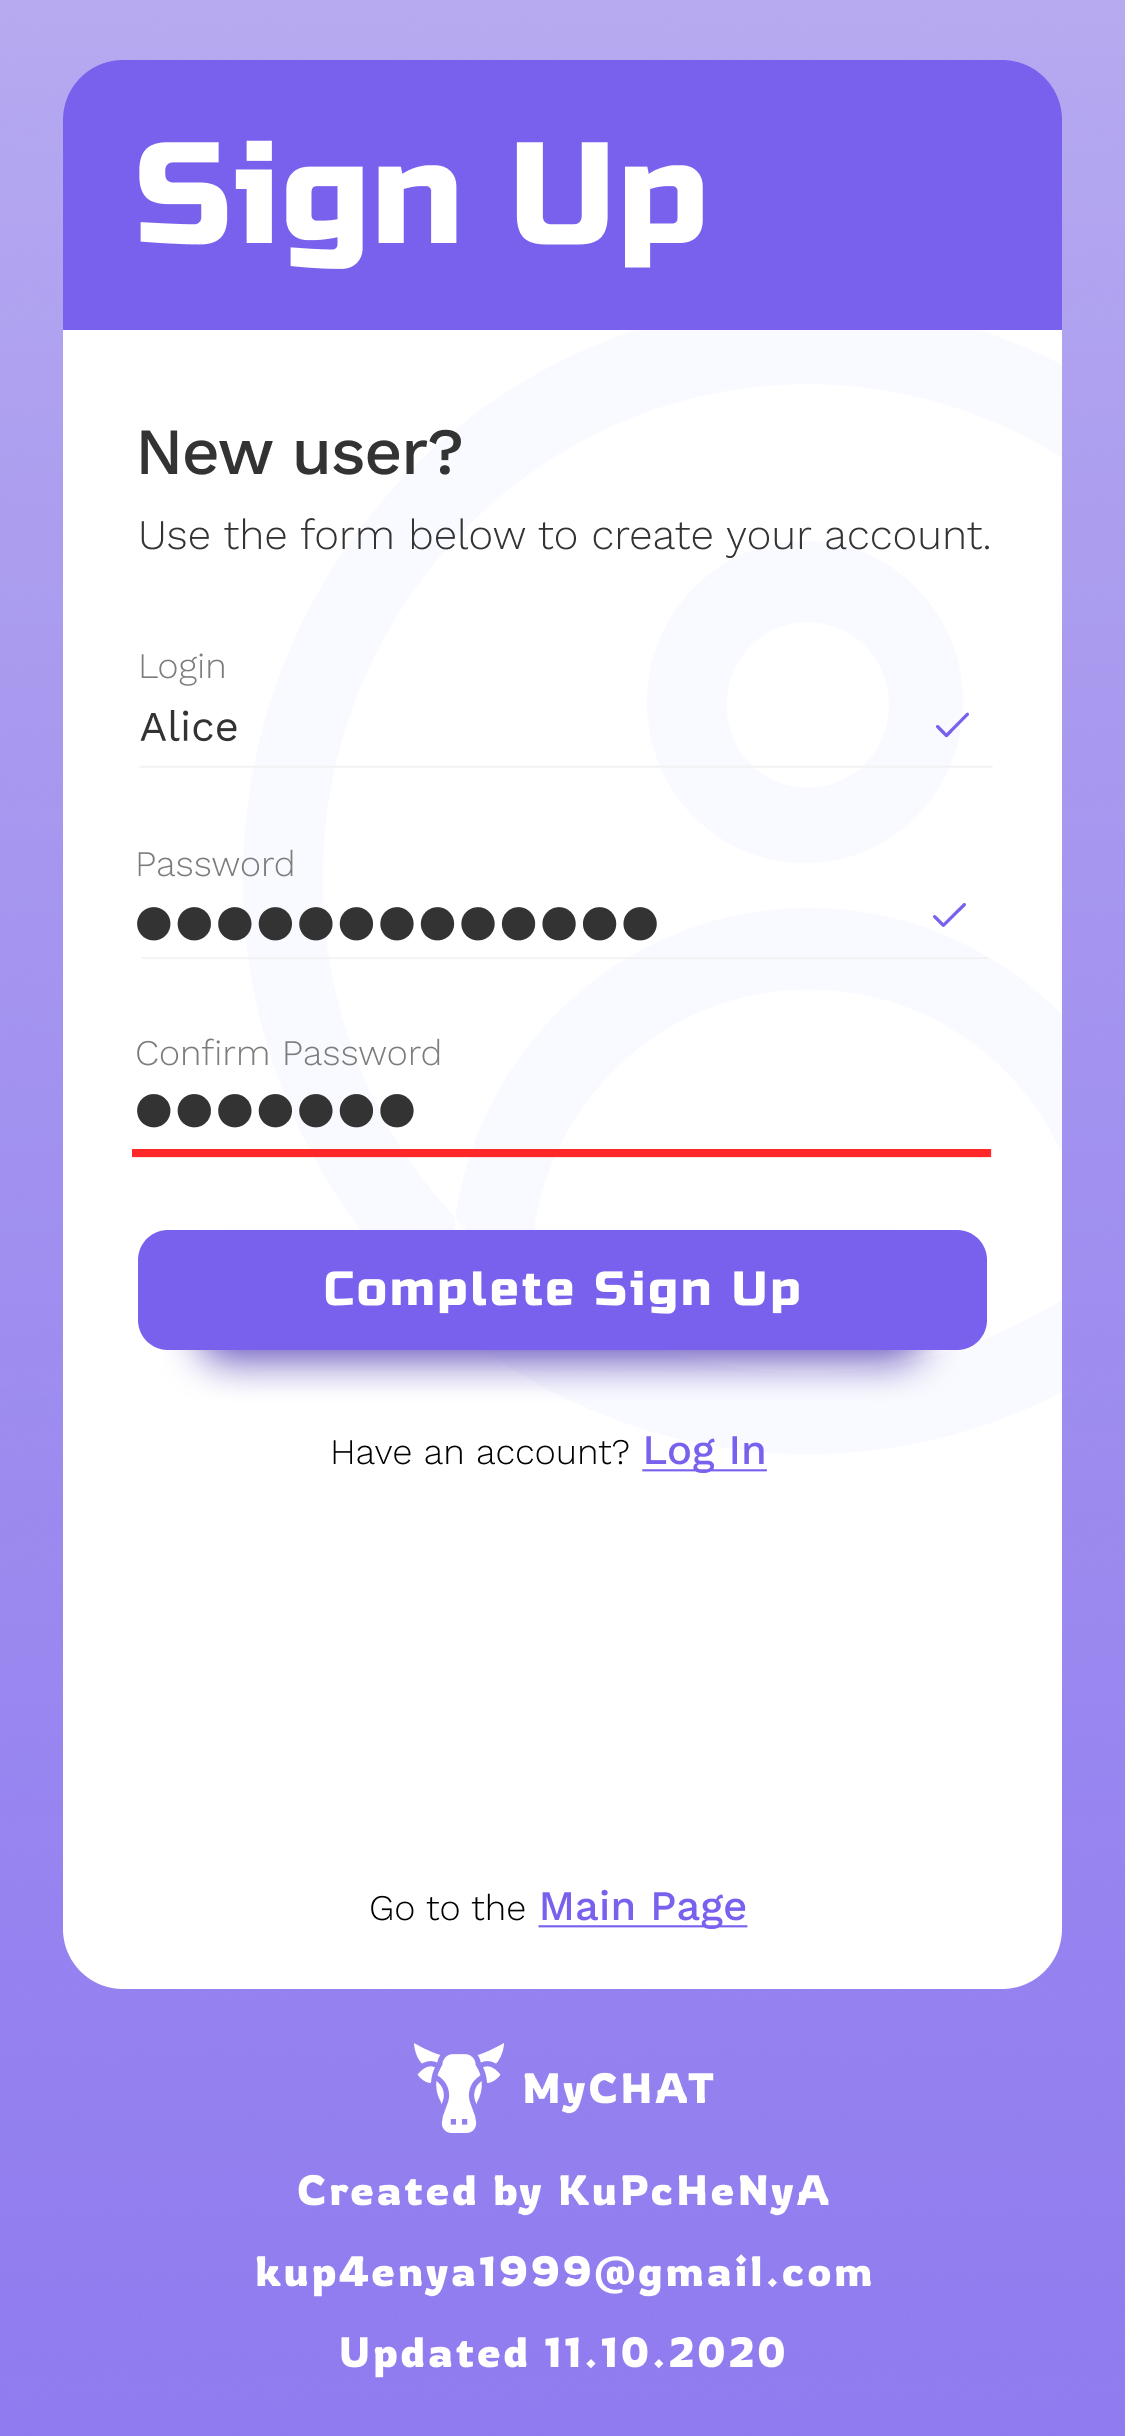 Sign Up
New user?
Use the form below to create your account.
Login
Alice
Password
●●●●●●●●●●●●●
Confirm Password
●●●●●●●
Complete Sign Up
Have an account? Log In
Go to the Main Page
MyCHAT
Created by KuPcHeNyA
kup4enya1999@gmail.com
Updated 11.10.2020